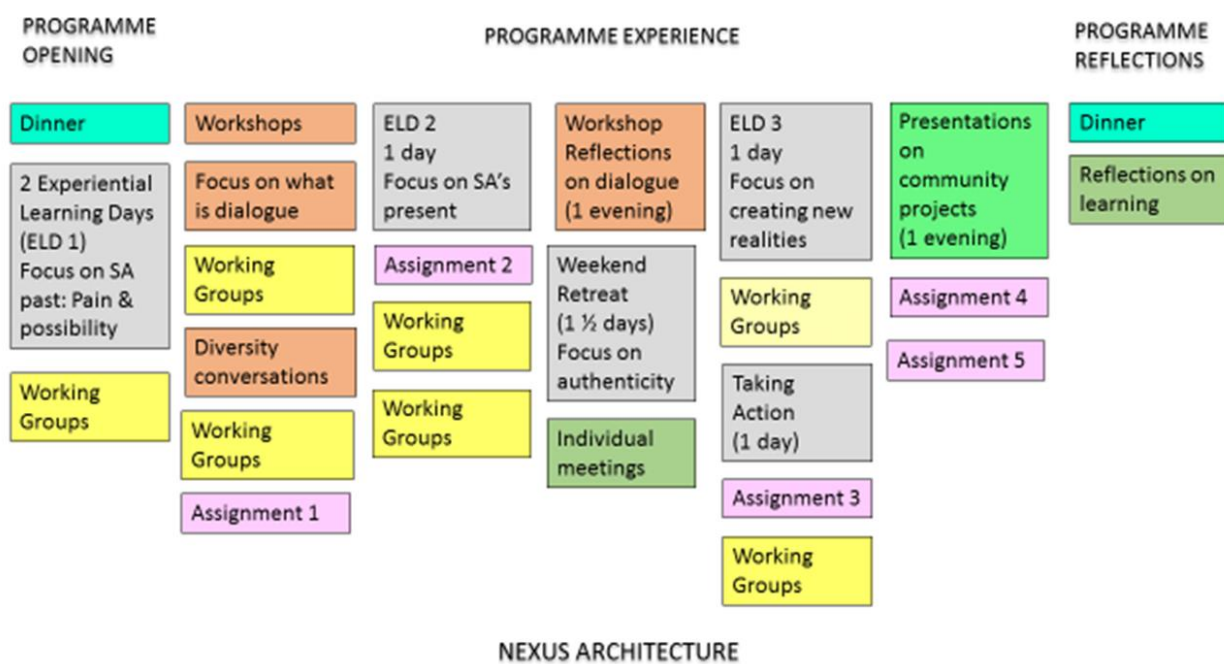 PROGRAMME
OPENING
PROGRAMME EXPERIENCE
PROGRAMME
REFLECTIONS
Dinner
2 Experiential
Learning Days
(ELD 1)
Focus on SA
past: Pain &
possibility
Working
Groups
Workshops
Focus on what
is dialogue
Working
Groups
Diversity
conversations
Working
Groups
Assignment 1
ELD 2
1 day
Focus on SA's
present
Assignment 2
Working
Groups
Working
Groups
Workshop
Reflections
on dialogue
(1 evening)
Weekend
Retreat
(1 ½ days)
Focus on
authenticity
Individual
meetings
ELD 3
1 day
Focus on
creating new
realities
Working
Groups
Taking
Action
(1 day)
Assignment 3
Working
Groups
Presentations
on
community
projects
(1 evening)
Assignment 4
Assignment 5
Dinner
Reflections on
learning
NEXUS ARCHITECTURE